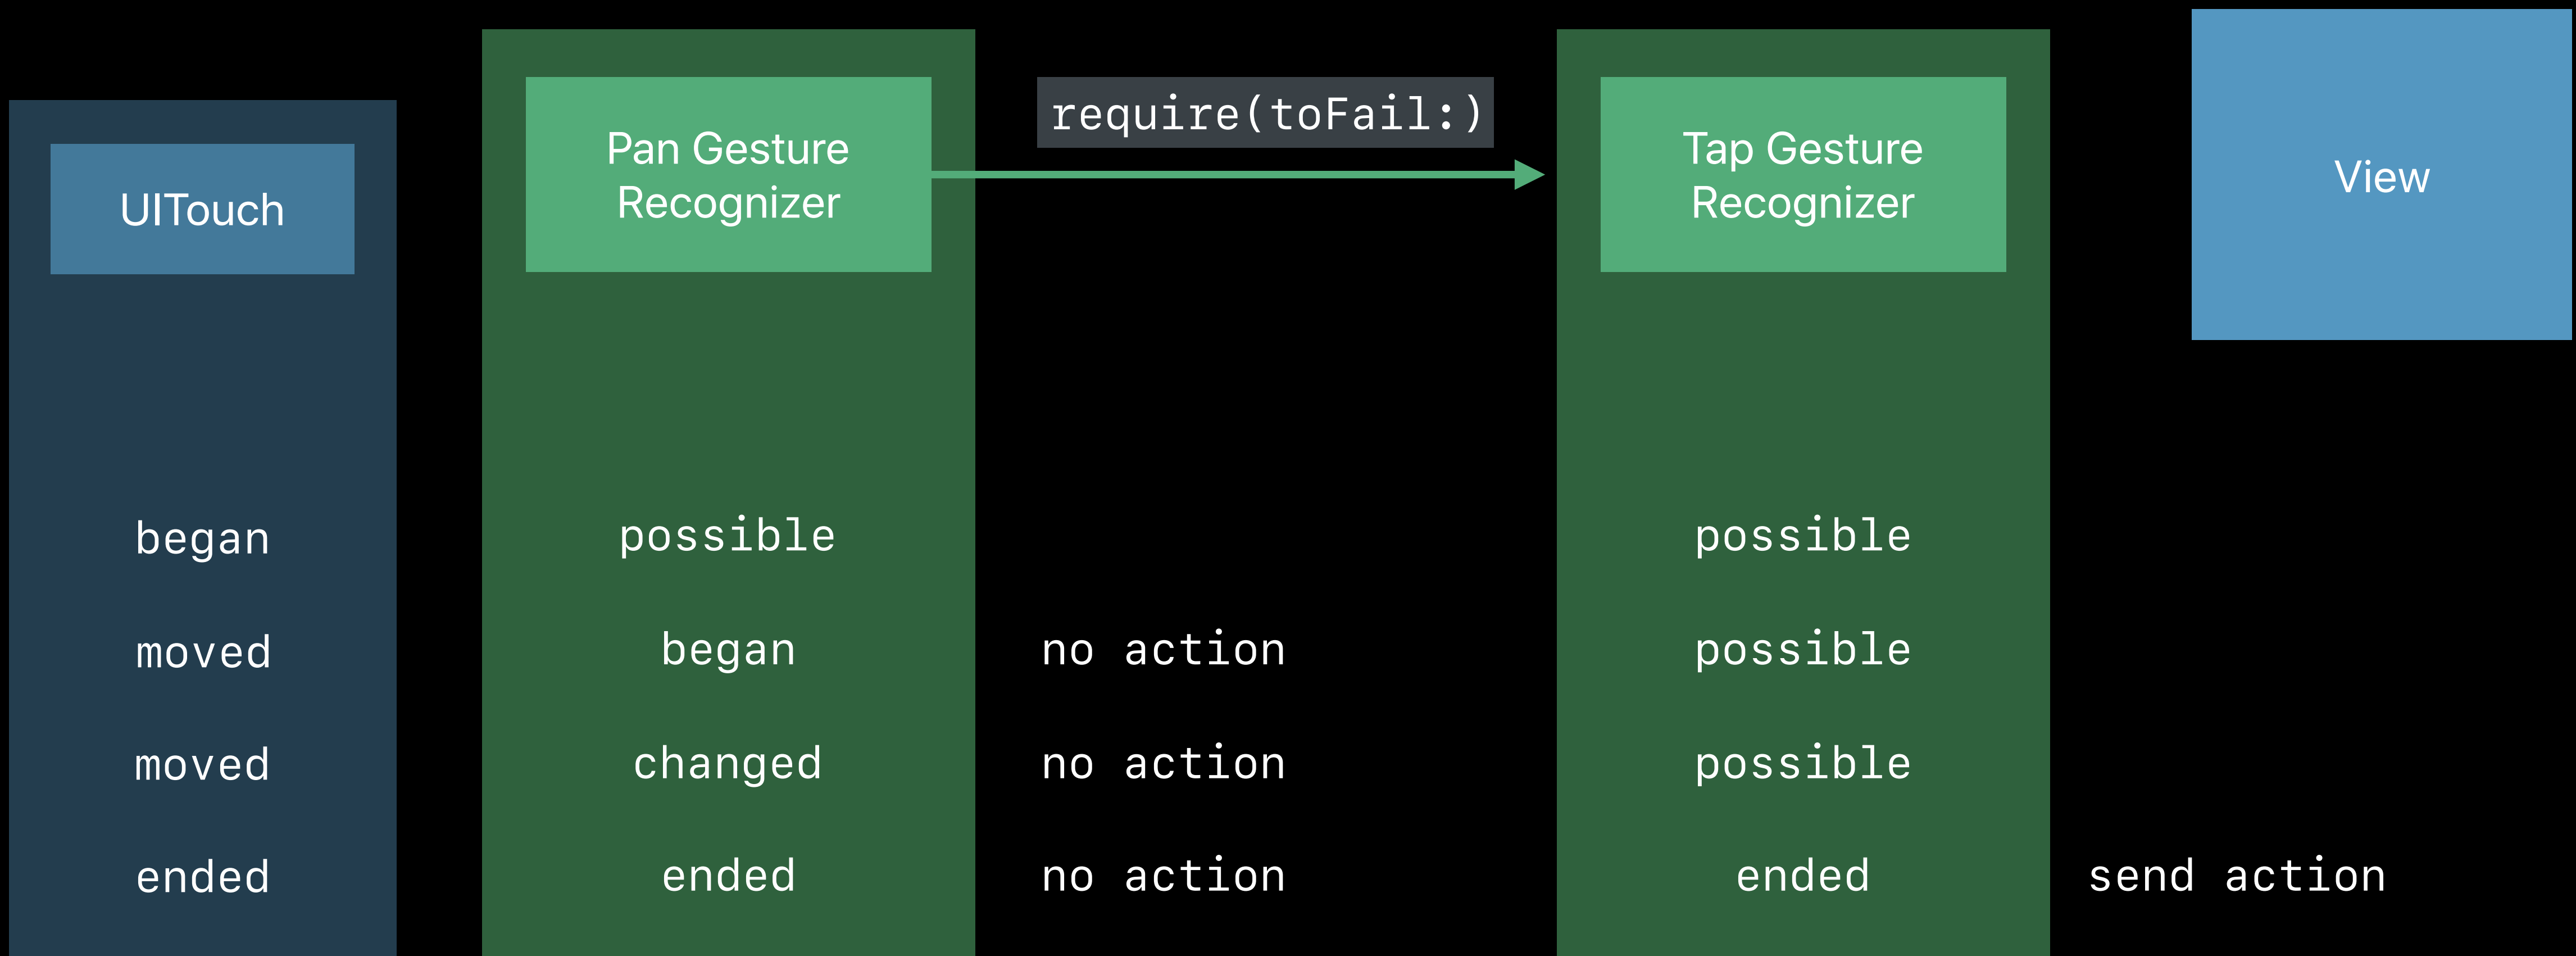 UITouch
Pan Gesture
Recognizer
require(toFail:)
Tap Gesture
Recognizer
View
began
possible
possible
moved
began
no action
possible
moved
changed
no action
possible
ended
ended
no action
ended
send action